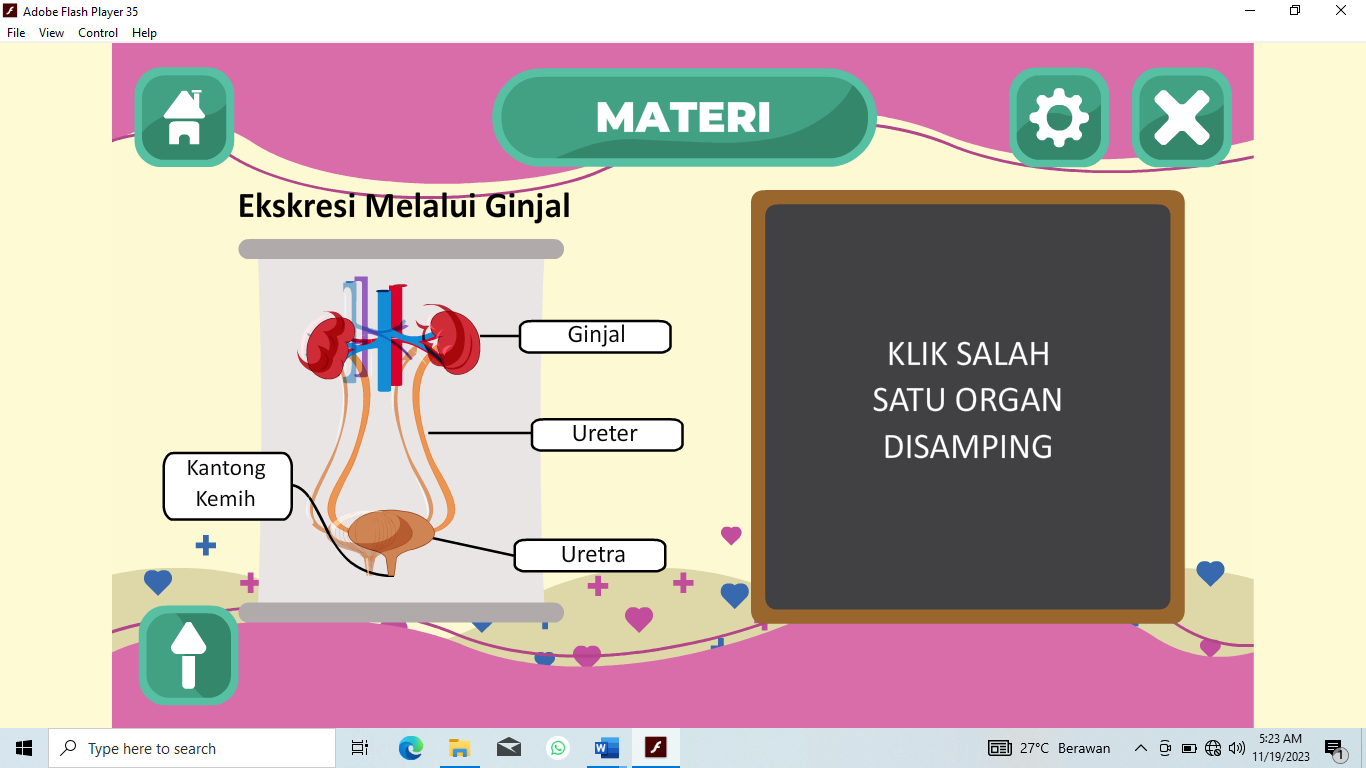 Adobe Flash Player 35
File View Control Help
MATERI
Ekskresi Melalui Ginjal
Ginjal
Ureter
Kantong
Kemih
Uretra
KLIK SALAH
SATU ORGAN
DISAMPING
Type here to search
27°C Berawan
5:23 AM
11/19/2023
1